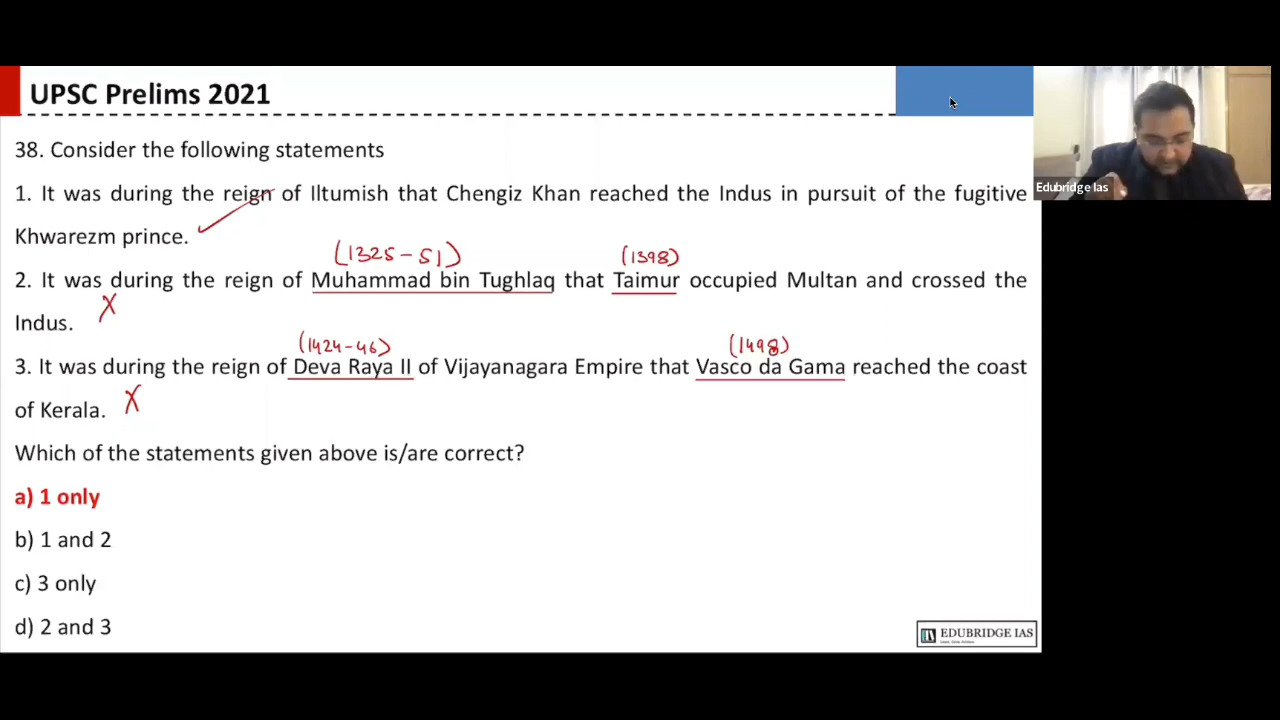 UPSC Prelims 2021
Edubridge Ias
38. Consider the following statements
1. It was during the reign of Iltumish that Chengiz Khan reached the Indus in pursuit of the fugitive
Khwarezm prince.
(1325-51) (1398)
2. It was during the reign of Muhammad bin Tughlaq that Taimur occupied Multan and crossed the
Indus. X
(1424-46) (1498)
3. It was during the reign of Deva Raya II of Vijayanagara Empire that Vasco da Gama reached the coast
of Kerala. X
Which of the statements given above is/are correct?
a) 1 only
b) 1 and 2
c) 3 only
d) 2 and 3
EDUBRIDGE IAS